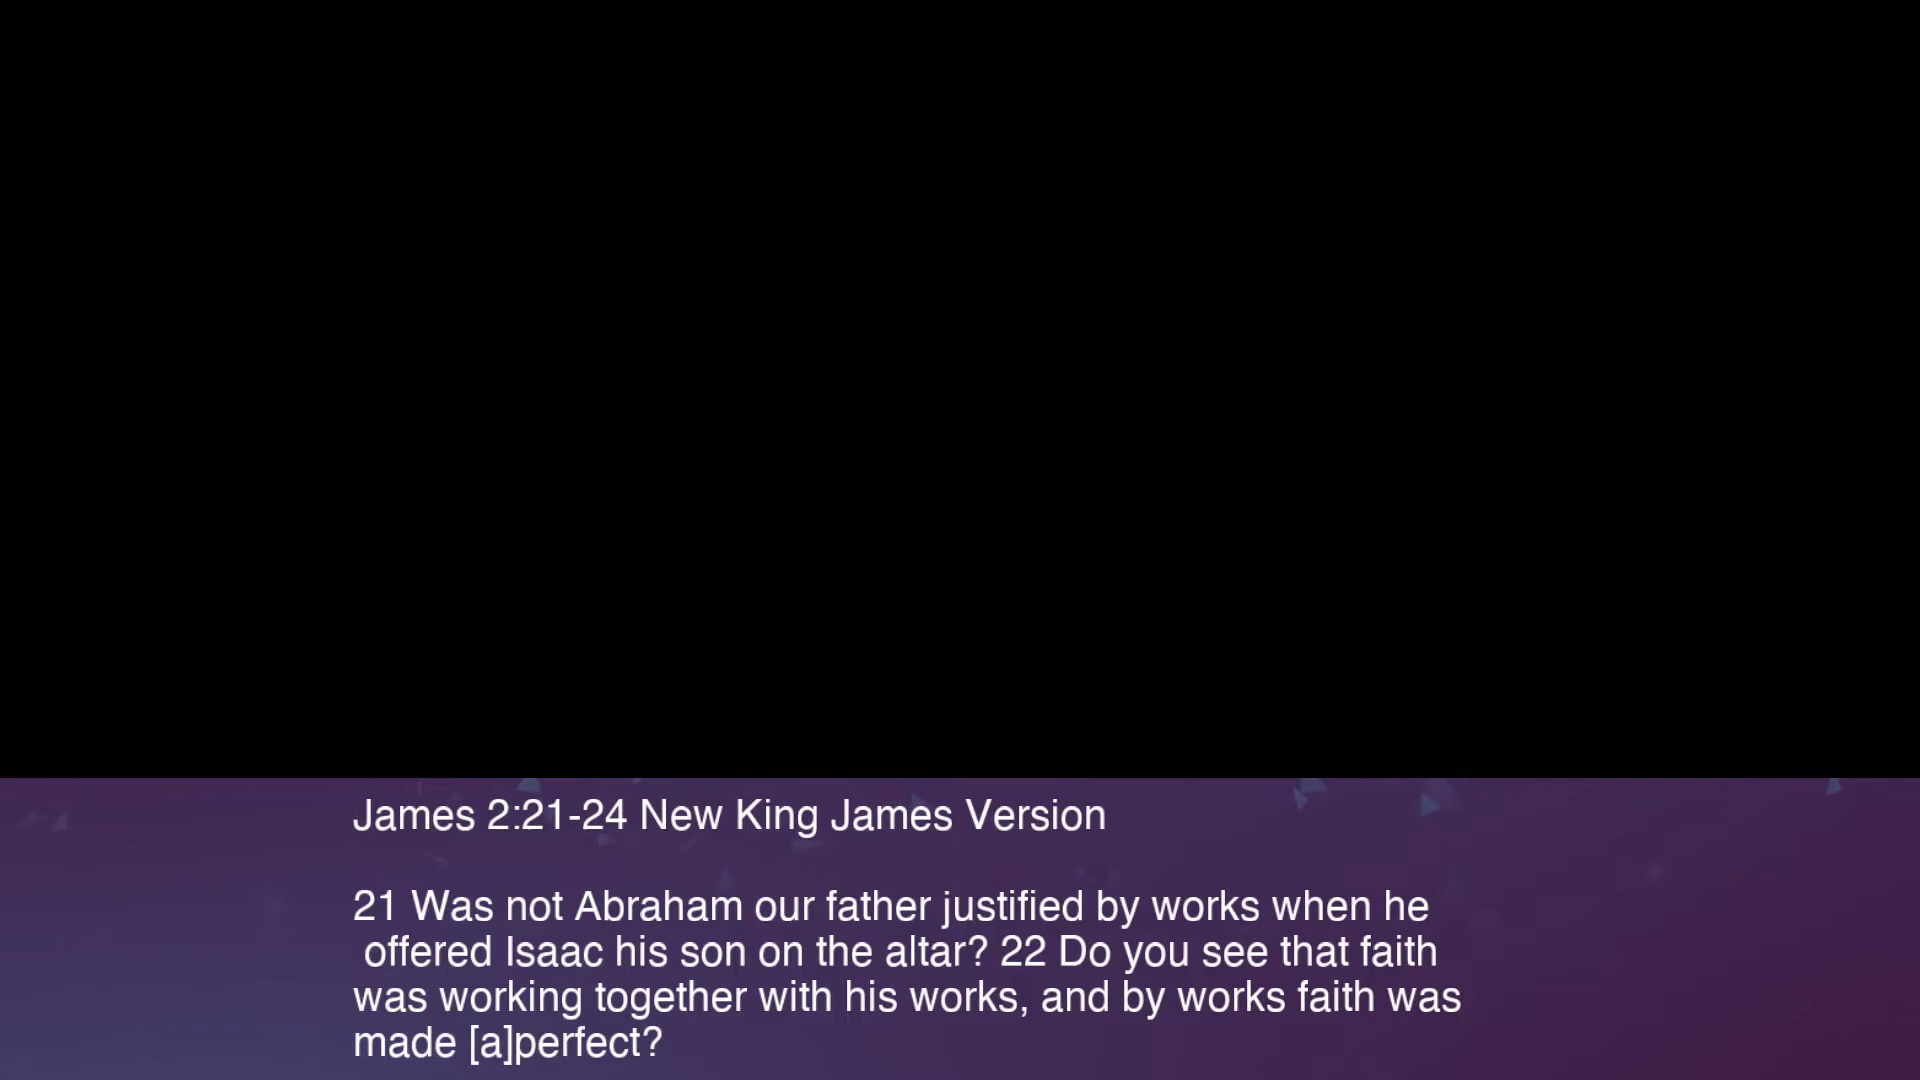 James 2:21-24 New King James Version
21 Was not Abraham our father justified by works when he
offered Isaac his son on the altar? 22 Do you see that faith
was working together with his works, and by works faith was
made [a]perfect?